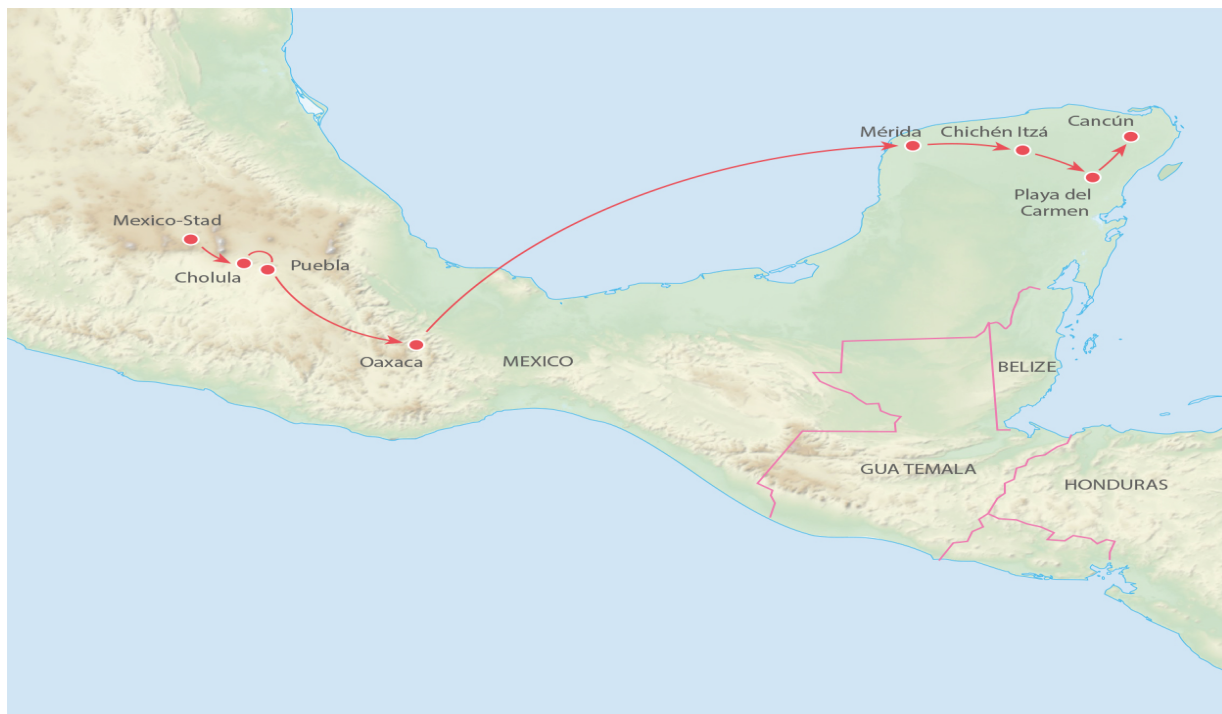 Mérida
Chichén Itzá
Cancún
Playa del
Carmen
Mexico-Stad
Cholula
Puebla
Oaxaca
MEXICO
BELIZE
GUA TEMALA
HONDURAS